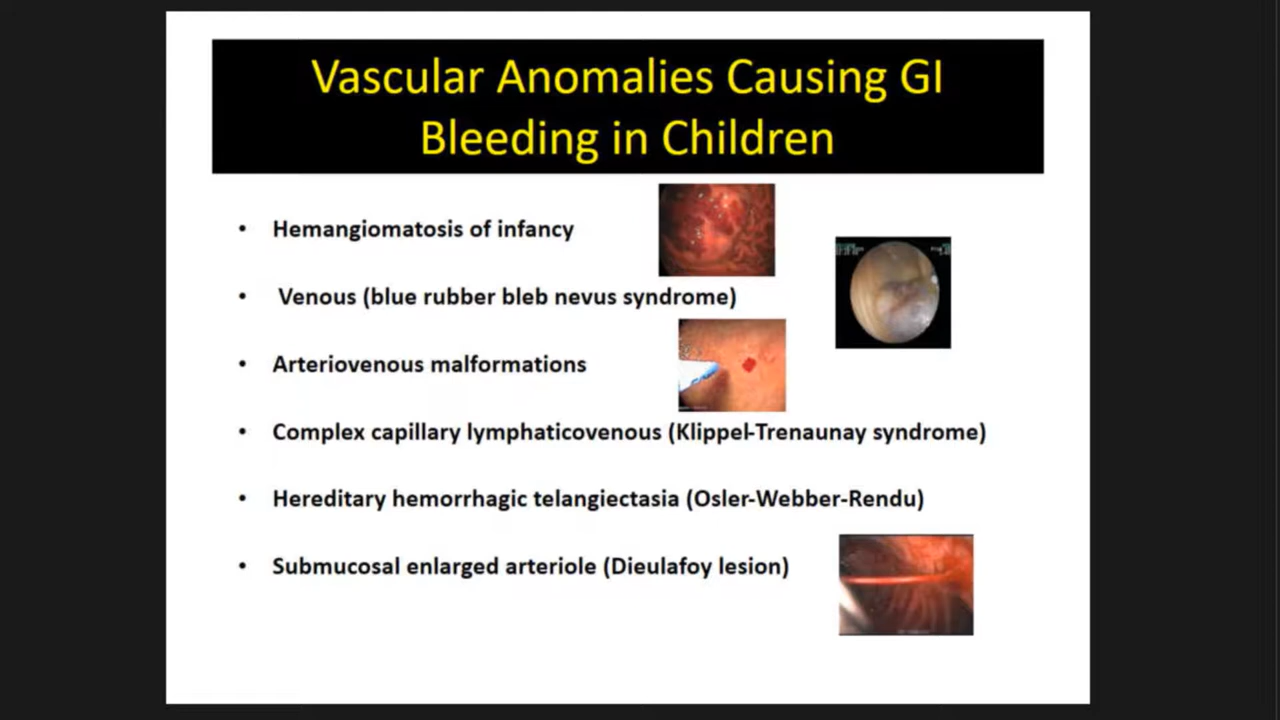 Vascular Anomalies Causing GI
Bleeding in Children
• Hemangiomatosis of infancy
• Venous (blue rubber bleb nevus syndrome)
• Arteriovenous malformations
• Complex capillary lymphaticovenous (Klippel-Trenaunay syndrome)
• Hereditary hemorrhagic telangiectasia (Osler-Webber-Rendu)
• Submucosal enlarged arteriole (Dieulafoy lesion)